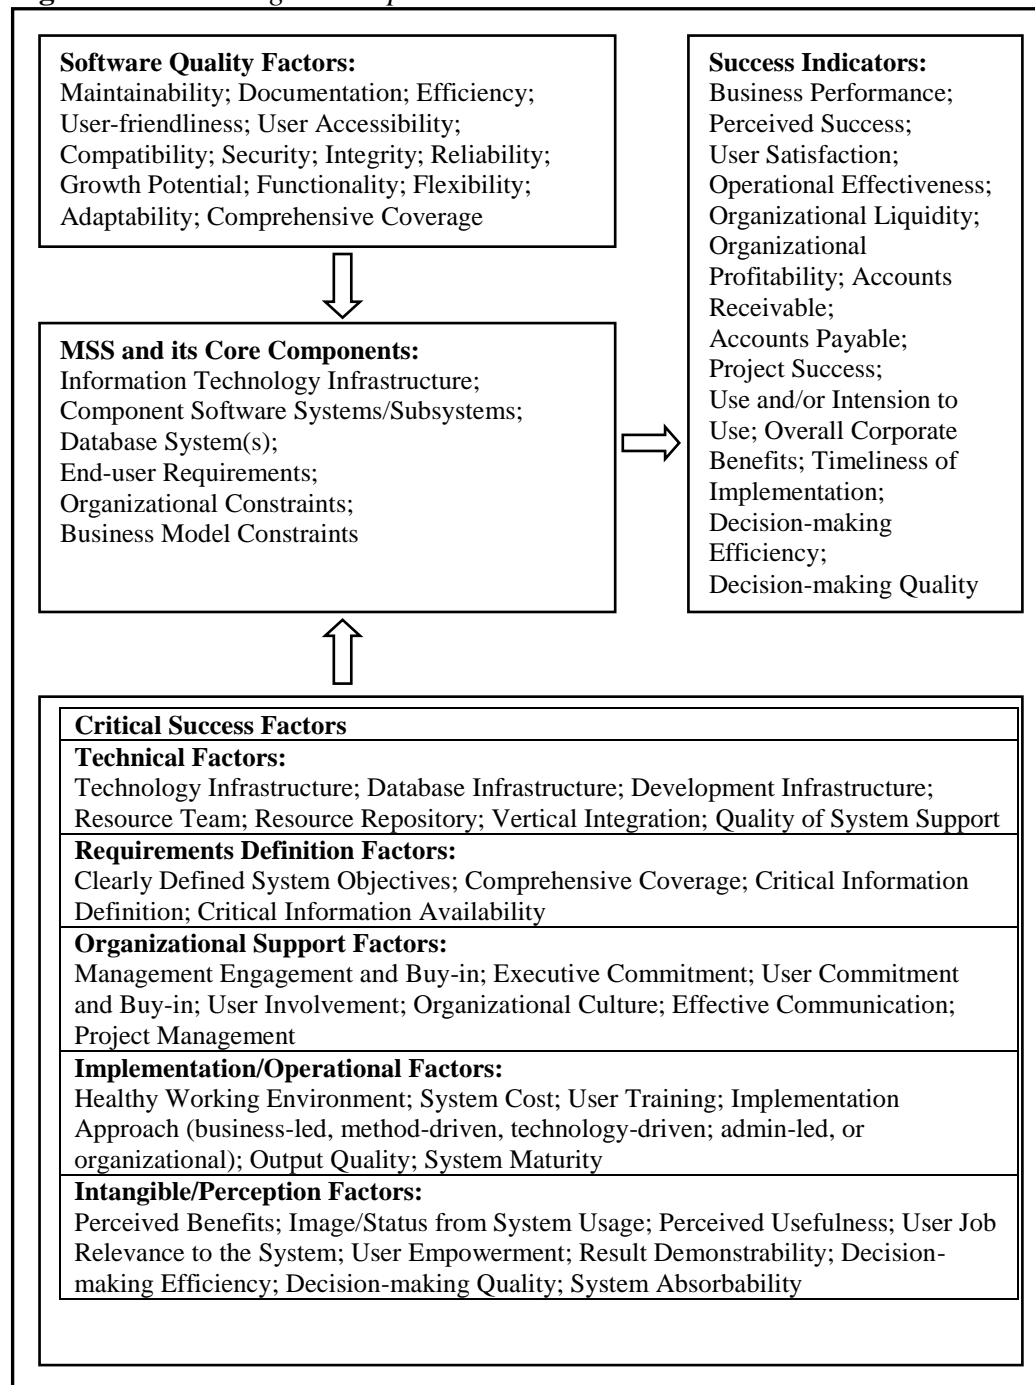 Software Quality Factors:
Maintainability; Documentation; Efficiency;
User-friendliness; User Accessibility;
Compatibility; Security; Integrity; Reliability;
Growth Potential; Functionality; Flexibility;
Adaptability; Comprehensive Coverage
MSS and its Core Components:
Information Technology Infrastructure;
Component Software Systems/Subsystems;
Database System(s);
End-user Requirements;
Organizational Constraints;
Business Model Constraints
Success Indicators:
Business Performance;
Perceived Success;
User Satisfaction;
Operational Effectiveness;
Organizational Liquidity;
Organizational
Profitability; Accounts
Receivable;
Accounts Payable;
Project Success;
Use and/or Intension to
Use; Overall Corporate
Benefits; Timeliness of
Implementation;
Decision-making
Efficiency;
Decision-making Quality
Critical Success Factors
Technical Factors:
Technology Infrastructure; Database Infrastructure; Development Infrastructure;
Resource Team; Resource Repository; Vertical Integration; Quality of System Support
Requirements Definition Factors:
Clearly Defined System Objectives; Comprehensive Coverage; Critical Information
Definition; Critical Information Availability
Organizational Support Factors:
Management Engagement and Buy-in; Executive Commitment; User Commitment
and Buy-in; User Involvement; Organizational Culture; Effective Communication;
Project Management
Implementation/Operational Factors:
Healthy Working Environment; System Cost; User Training; Implementation
Approach (business-led, method-driven, technology-driven; admin-led, or
organizational); Output Quality; System Maturity
Intangible/Perception Factors:
Perceived Benefits; Image/Status from System Usage; Perceived Usefulness; User Job
Relevance to the System; User Empowerment; Result Demonstrability; Decision-
making Efficiency; Decision-making Quality; System Absorbability